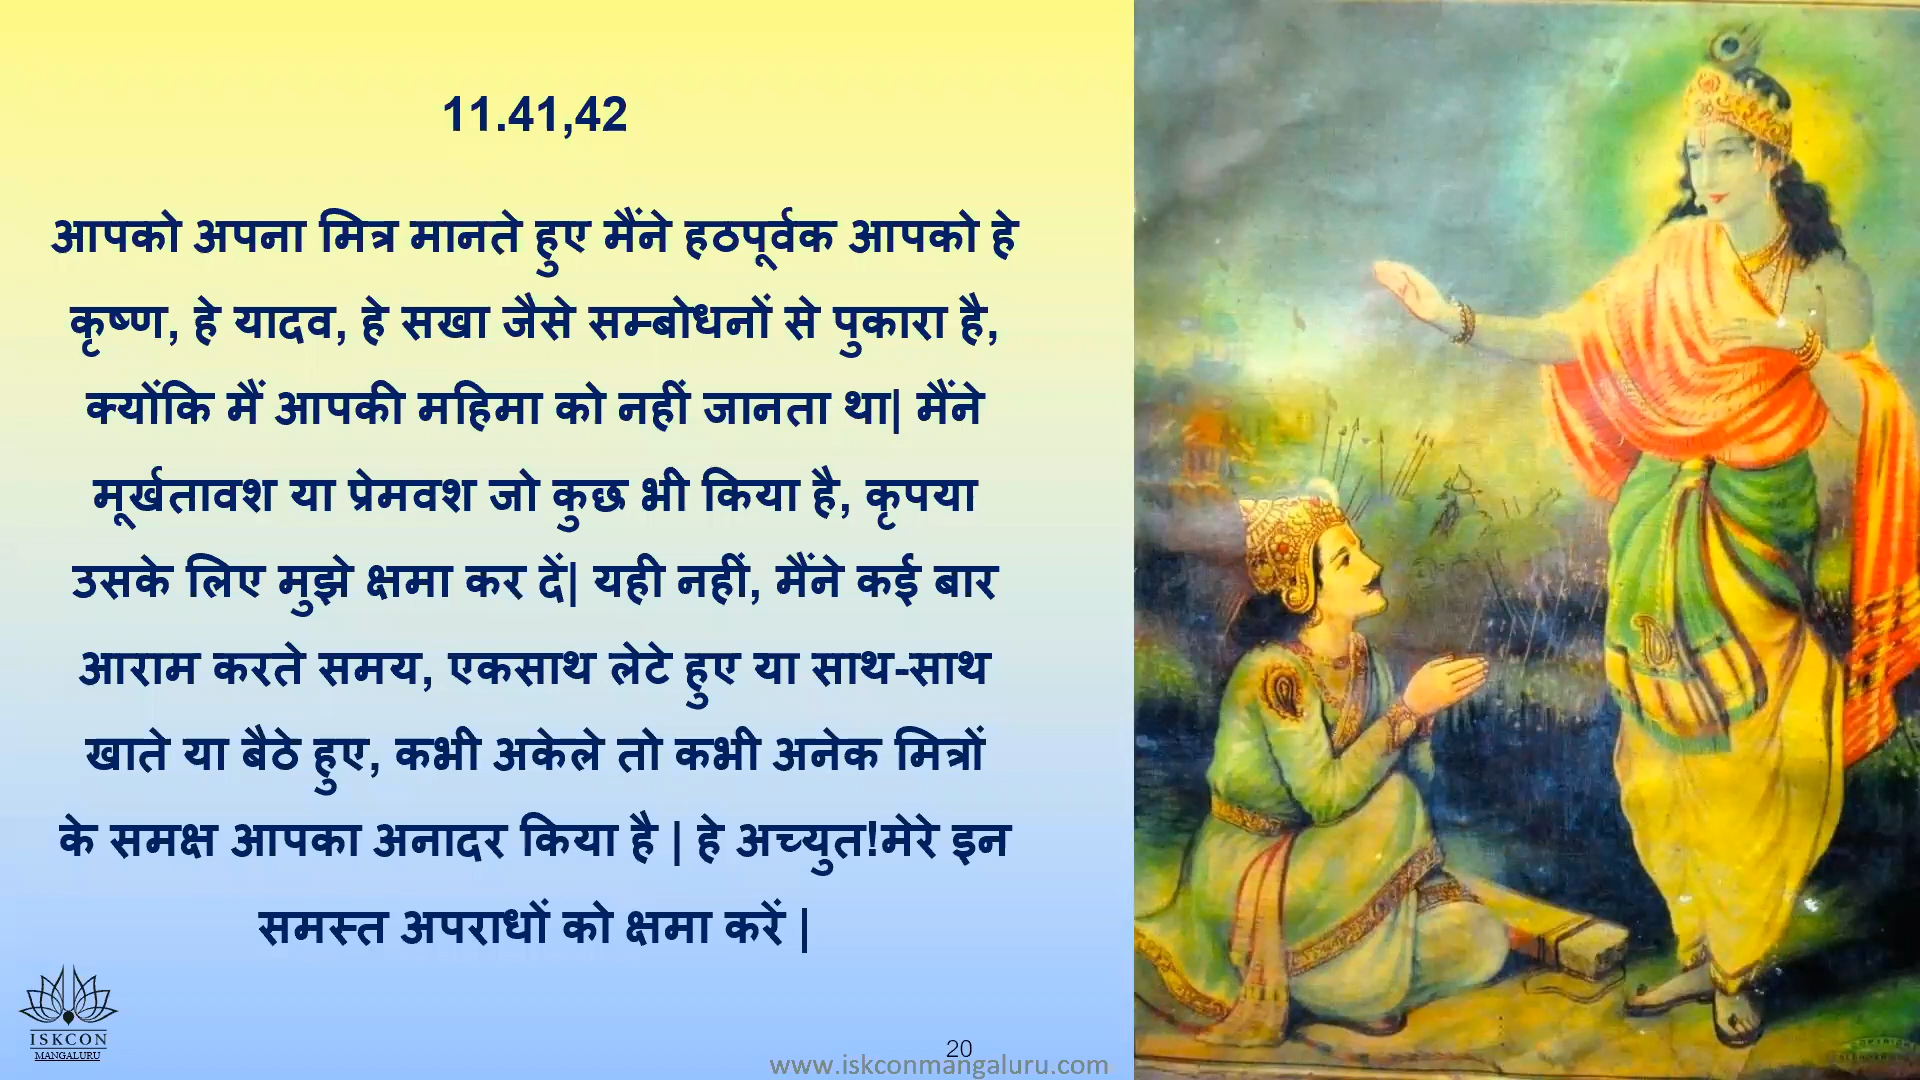 11.41,42
आपको अपना मित्र मानते हुए मैंने हठपूर्वक आपको हे
कृष्ण, हे यादव, हे सखा जैसे सम्बोधनों से पुकारा है,
क्योंकि मैं आपकी महिमा को नहीं जानता था| मैंने
मूर्खतावश या प्रेमवश जो कुछ भी किया है, कृपया
उसके लिए मुझे क्षमा कर दें| यही नहीं, मैंने कई बार
आराम करते समय, एकसाथ लेटे हुए या साथ-साथ
खाते या बैठे हुए, कभी अकेले तो कभी अनेक मित्रों
के समक्ष आपका अनादर किया है | हे अच्युत!मेरे इन
समस्त अपराधों को क्षमा करें |
ISKCON
MANGALURU
20
www.iskconmangaluru.com